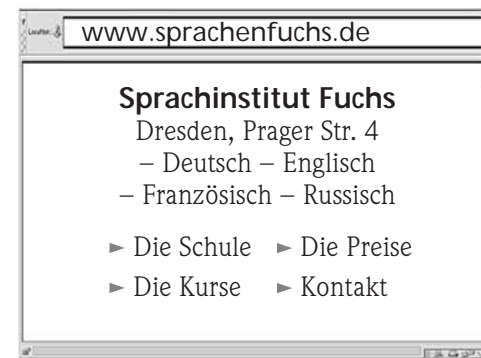 www.sprachenfuchs.de
Sprachinstitut Fuchs
Dresden, Prager Str. 4
– Deutsch – Englisch
– Französisch – Russisch
► Die Schule ► Die Preise
► Die Kurse ► Kontakt